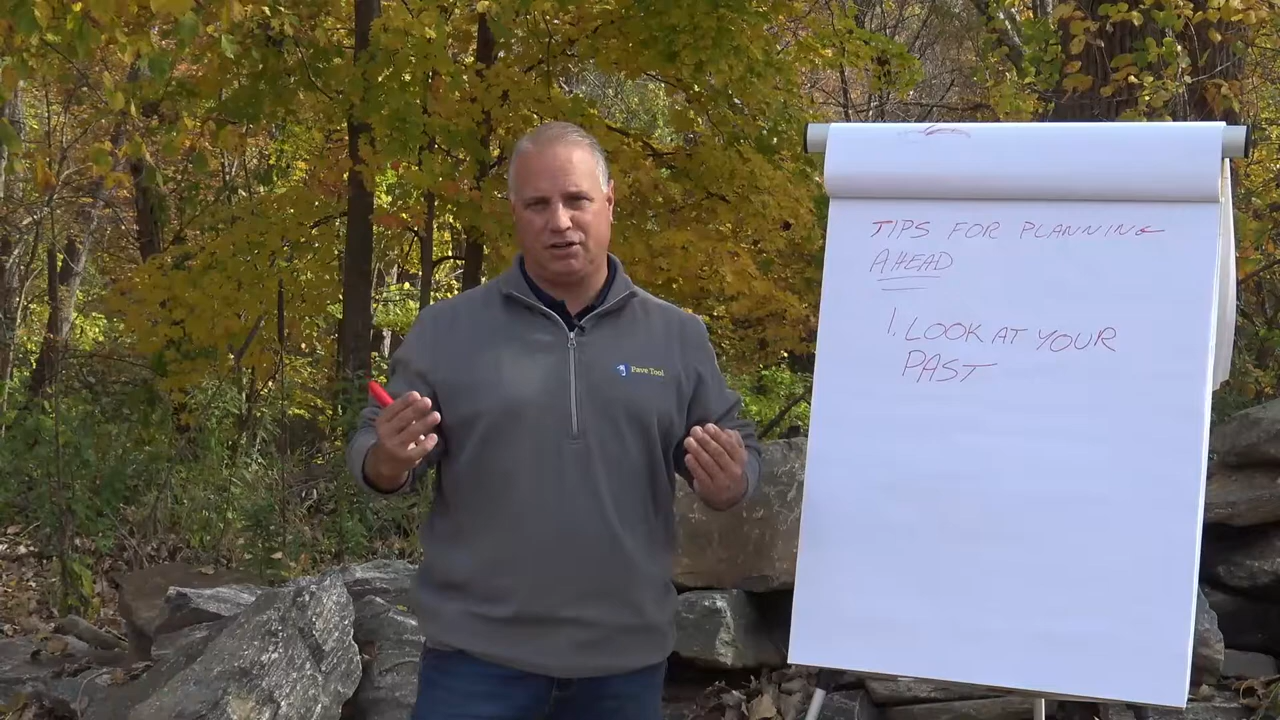 TIPS FOR PLANNING
AHEAD
1. LOOK AT YOUR
PAST
Pave Tool